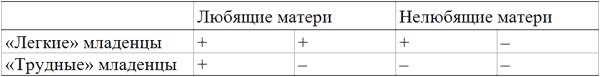 Любящие матери Нелюбящие матери
«Легкие» младенцы + + + –
«Трудные» младенцы + – – –